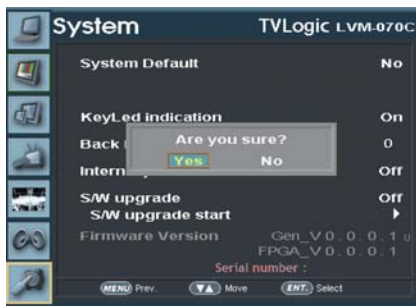 System TVLogic LVM-070C
System Default No
KeyLed indication On
Back 0
Are you sure?
Yes No
Intern Off
S/W upgrade Off
S/W upgrade start
Firmware Version Gen_V 0 . 0 . 0 . 1 u
FPGA_V 0 . 0 . 0 . 1
Serial number :
MENU Prev. ▼▲ Move ENT. Select